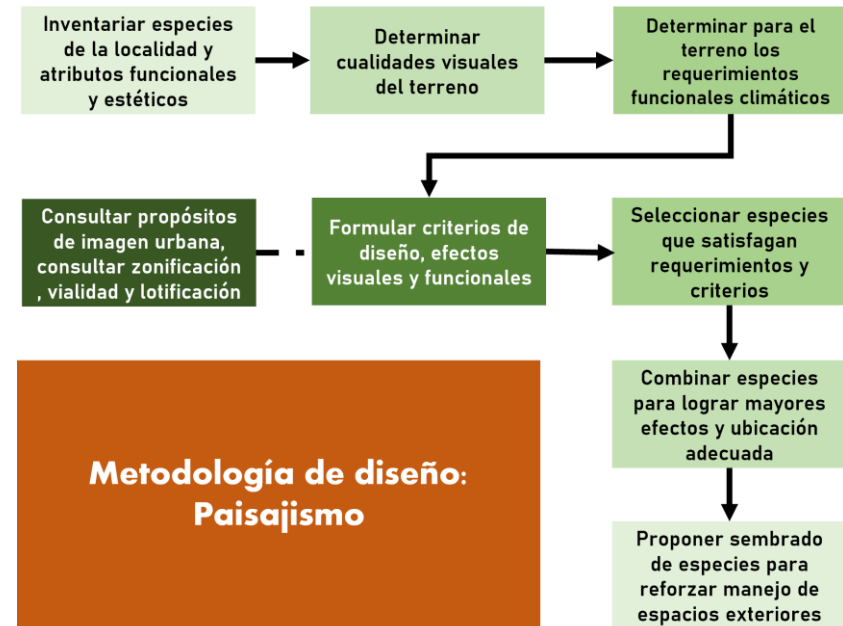 Inventariar especies
de la localidad y
atributos funcionales
y estéticos
Determinar
cualidades visuales
del terreno
Determinar para el
terreno los
requerimientos
funcionales climáticos
Consultar propósitos
de imagen urbana,
consultar zonificación
, vialidad y lotificación
Formular criterios de
diseño, efectos
visuales y funcionales
Seleccionar especies
que satisfagan
requerimientos y
criterios
Combinar especies
para lograr mayores
efectos y ubicación
adecuada
Metodología de diseño:
Paisajismo
Proponer sembrado
de especies para
reforzar manejo de
espacios exteriores